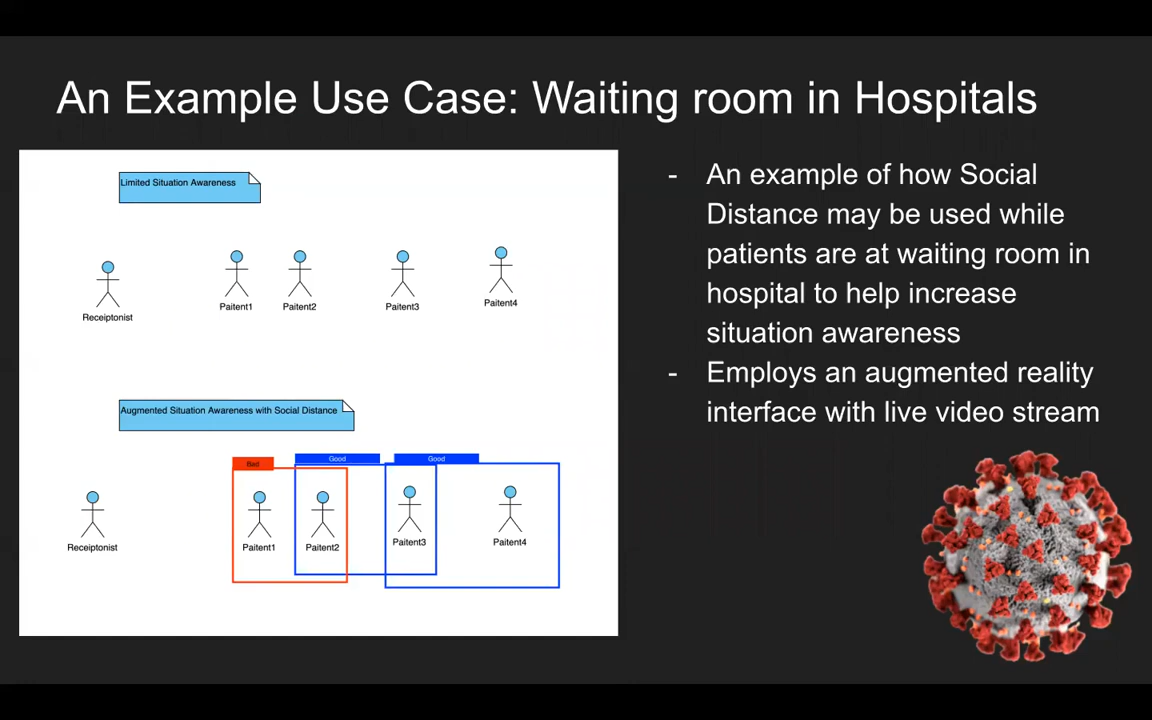 An Example Use Case: Waiting room in Hospitals
Limited Situation Awareness
Receiptonist
Paitent1
Paitent2
Paitent3
Paitent4
Augmented Situation Awareness with Social Distance
Bad
Good
Good
Receiptonist
Paitent1
Paitent2
Paitent3
Paitent4
- An example of how Social
Distance may be used while
patients are at waiting room in
hospital to help increase
situation awareness
- Employs an augmented reality
interface with live video stream